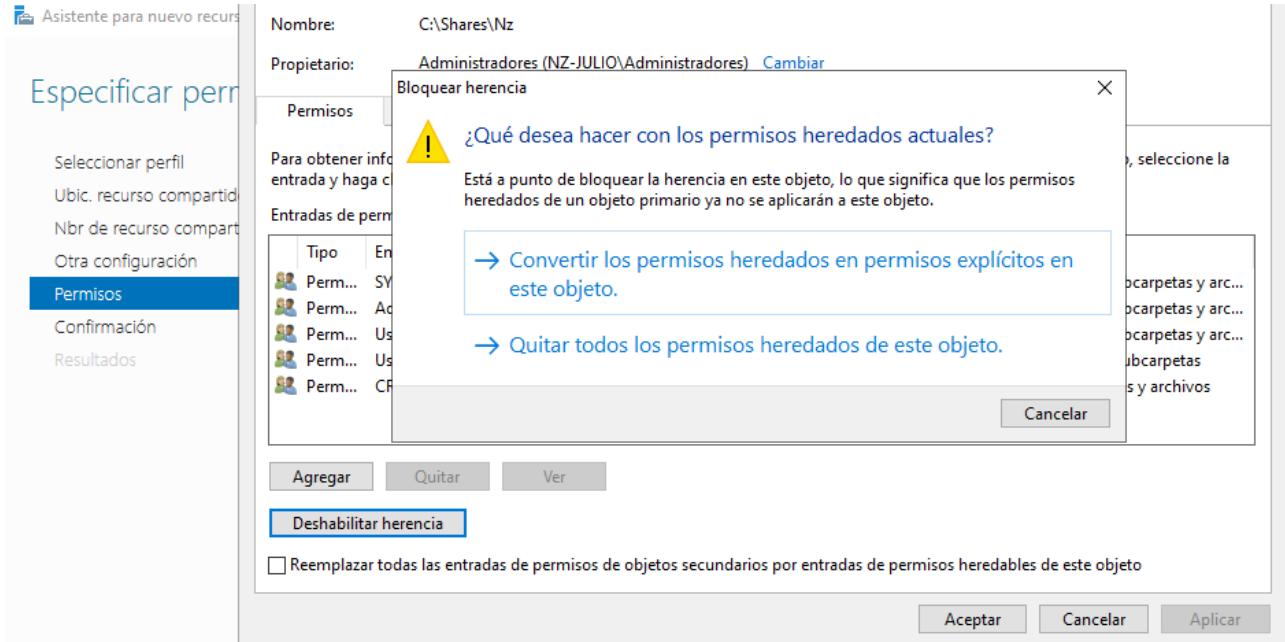 Asistente para nuevo recurs
Especificar perr
Seleccionar perfil
Ubic. recurso compartid
Nbr de recurso compart
Otra configuración
Permisos
Confirmación
Resultados
Nombre: C:\Shares\Nz
Propietario: Administradores (NZ-JULIO\Administradores) Cambiar
Permisos
Para obtener info , seleccione la
entrada y haga cl
Entradas de perm
Tipo En
Perm... SY bcarpetas y arc...
Perm... Ad bcarpetas y arc...
Perm... Us bcarpetas y arc...
Perm... Us ubcarpetas
Perm... CR s y archivos
Bloquear herencia
¿Qué desea hacer con los permisos heredados actuales?
Está a punto de bloquear la herencia en este objeto, lo que significa que los permisos
heredados de un objeto primario ya no se aplicarán a este objeto.
Convertir los permisos heredados en permisos explícitos en
este objeto.
Quitar todos los permisos heredados de este objeto.
Cancelar
Agregar Quitar Ver
Deshabilitar herencia
Reemplazar todas las entradas de permisos de objetos secundarios por entradas de permisos heredables de este objeto
Aceptar Cancelar Aplicar